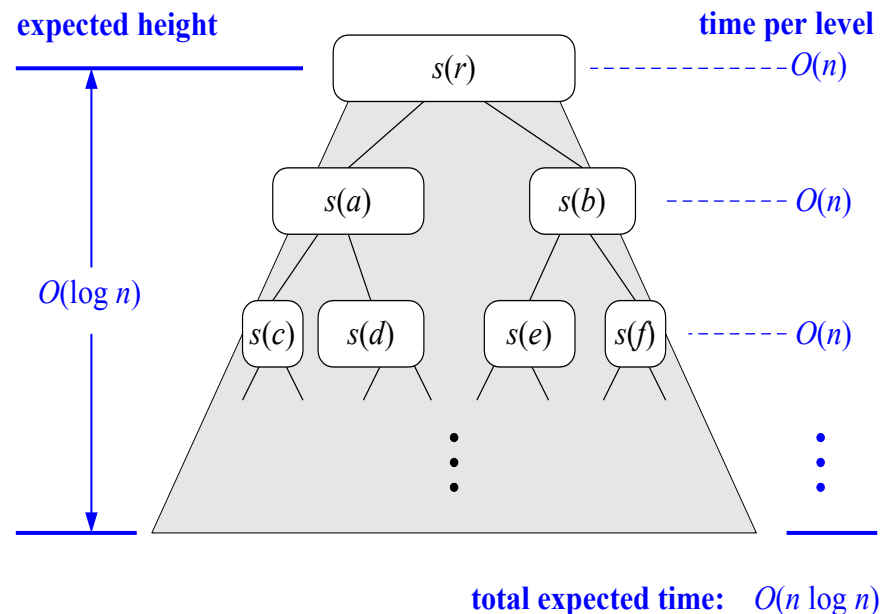 expected height time per level
s(r) O(n)
s(a) s(b) O(n)
O(log n)
s(c) s(d) s(e) s(f) O(n)
total expected time: O(n log n)